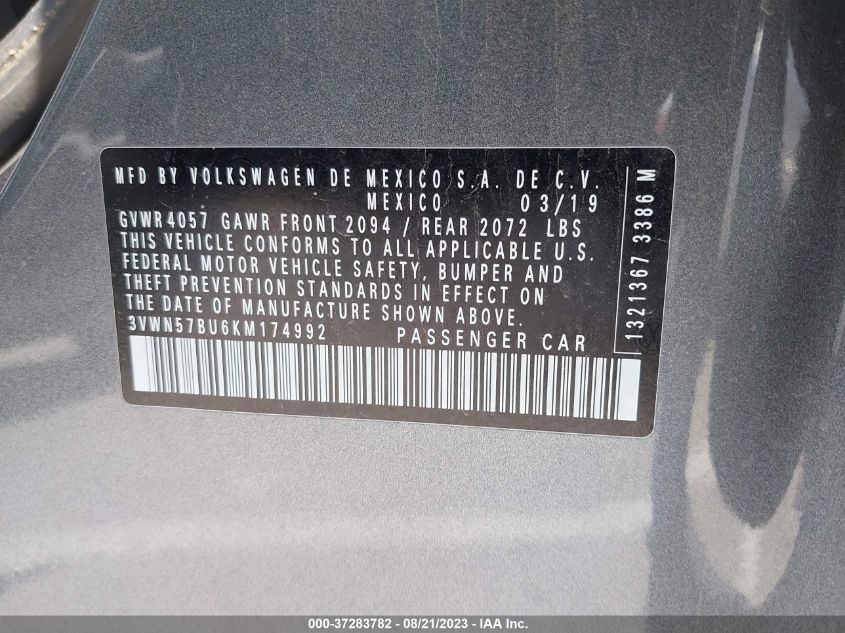 MFD BY VOLKSWAGEN DE MEXICO S.A. DE C.V.
MEXICO 03/19
GVWR4057 GAWR FRONT 2094 / REAR 2072 LBS
THIS VEHICLE CONFORMS TO ALL APPLICABLE U.S.
FEDERAL MOTOR VEHICLE SAFETY, BUMPER AND
THEFT PREVENTION STANDARDS IN EFFECT ON
THE DATE OF MANUFACTURE SHOWN ABOVE.
3VWN57BU6KM174992 PASSENGER CAR
1321367 3386 M
000-37283782 - 08/21/2023 - IAA Inc.